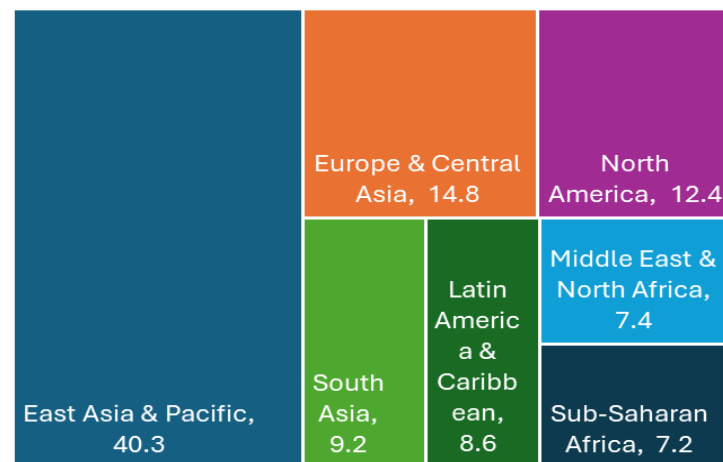 East Asia & Pacific,
40.3
Europe & Central
Asia, 14.8
North
America, 12.4
South
Asia,
9.2
Latin
Americ
a &
Caribb
ean,
8.6
Middle East &
North Africa,
7.4
Sub-Saharan
Africa, 7.2